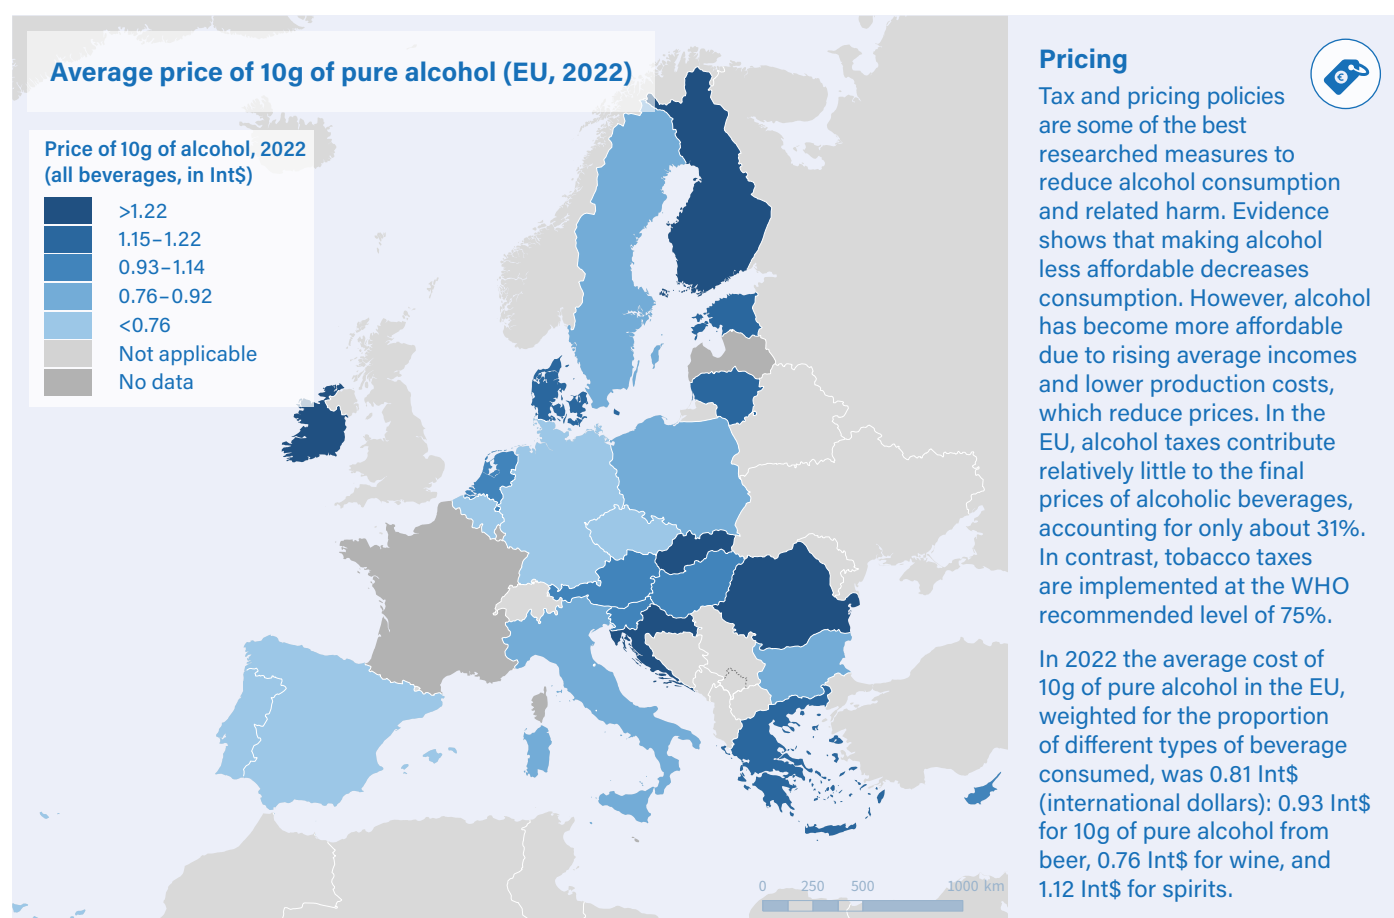 Average price of 10g of pure alcohol (EU, 2022)
Price of 10g of alcohol, 2022
(all beverages, in Int$)
>1.22
1.15–1.22
0.93–1.14
0.76–0.92
<0.76
Not applicable
No data
0 250 500 1000 km
Pricing
€
Tax and pricing policies
are some of the best
researched measures to
reduce alcohol consumption
and related harm. Evidence
shows that making alcohol
less affordable decreases
consumption. However, alcohol
has become more affordable
due to rising average incomes
and lower production costs,
which reduce prices. In the
EU, alcohol taxes contribute
relatively little to the final
prices of alcoholic beverages,
accounting for only about 31%.
In contrast, tobacco taxes
are implemented at the WHO
recommended level of 75%.
In 2022 the average cost of
10g of pure alcohol in the EU,
weighted for the proportion
of different types of beverage
consumed, was 0.81 Int$
(international dollars): 0.93 Int$
for 10g of pure alcohol from
beer, 0.76 Int$ for wine, and
1.12 Int$ for spirits.